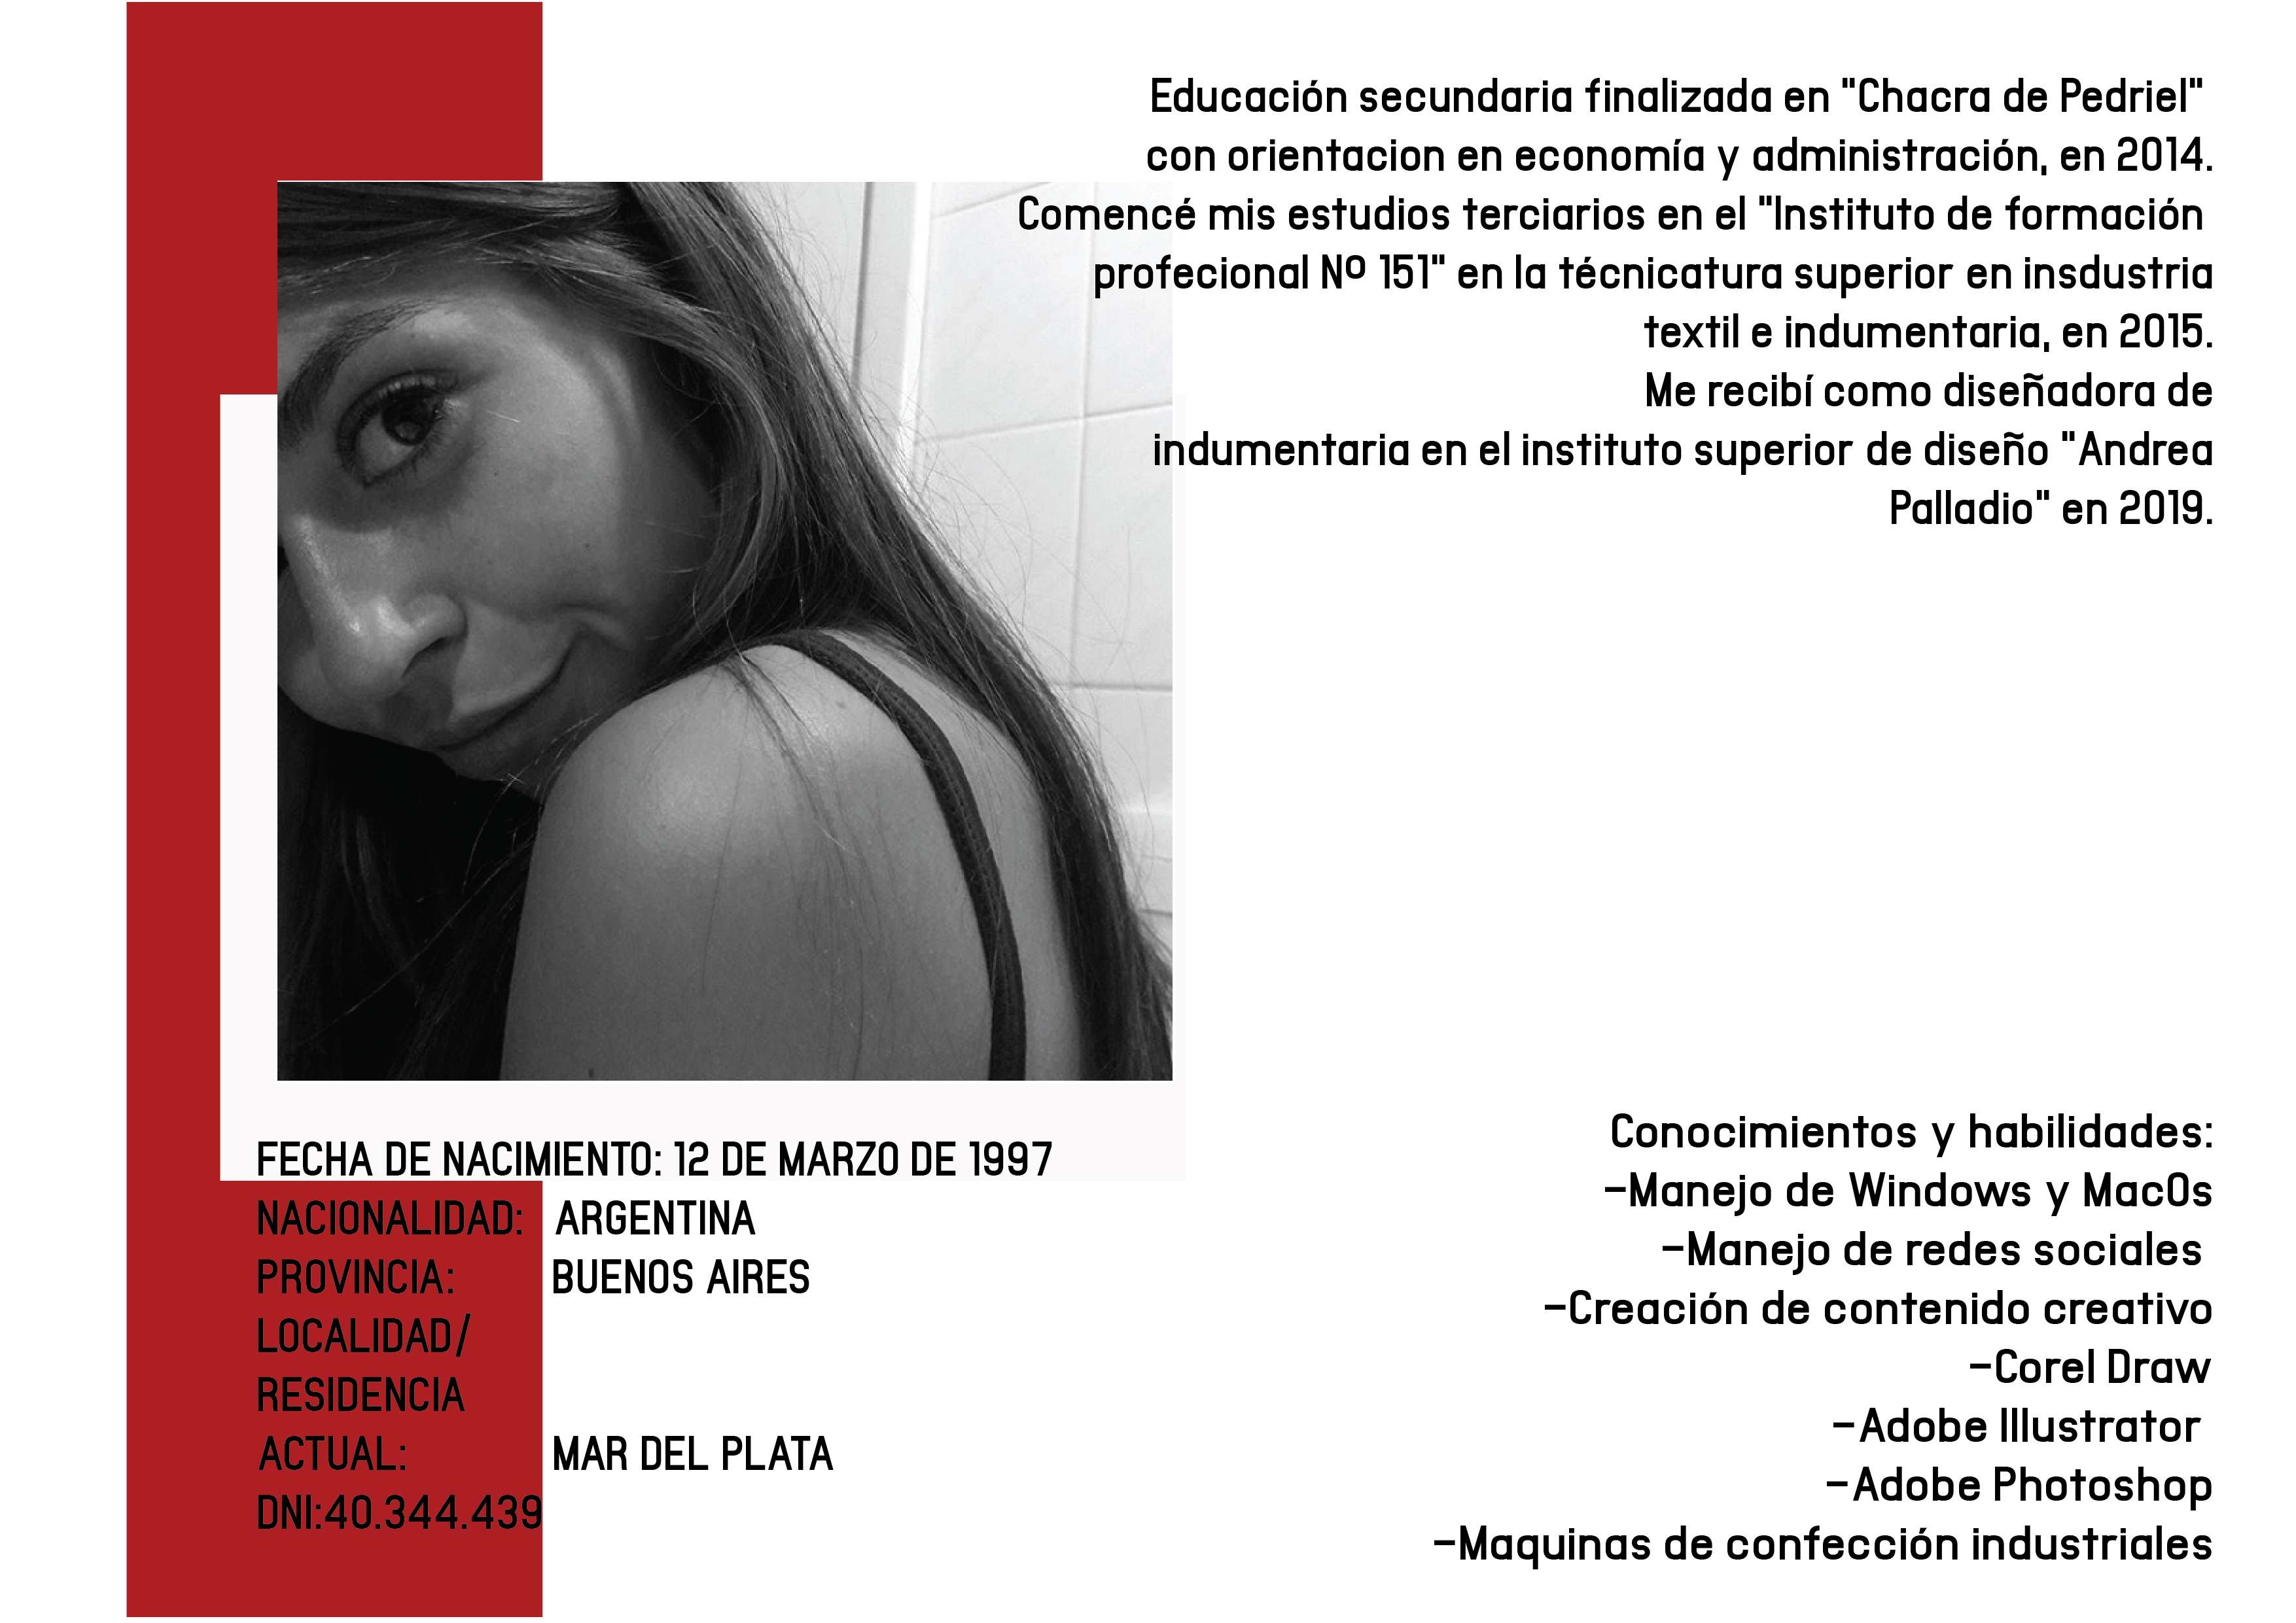 Educación secundaria finalizada en "Chacra de Pedriel"
con orientacion en economía y administración, en 2014.
Comencé mis estudios terciarios en el "Instituto de formación
profecional Nº 151" en la técnicatura superior en insdustria
textil e indumentaria, en 2015.
Me recibí como diseñadora de
indumentaria en el instituto superior de diseño "Andrea
Palladio" en 2019.
FECHA DE NACIMIENTO: 12 DE MARZO DE 1997
NACIONALIDAD: ARGENTINA
PROVINCIA: BUENOS AIRES
LOCALIDAD/
RESIDENCIA
ACTUAL: MAR DEL PLATA
DNI:40.344.439
Conocimientos y habilidades:
-Manejo de Windows y MacOs
-Manejo de redes sociales
-Creación de contenido creativo
-Corel Draw
-Adobe Illustrator
-Adobe Photoshop
-Maquinas de confección industriales